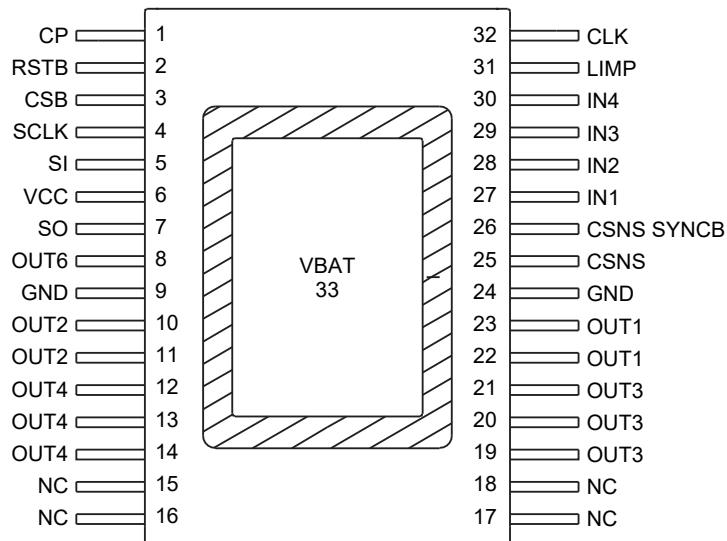 CP 1 32 CLK
RSTB 2 31 LIMP
CSB 3 30 IN4
SCLK 4 29 IN3
SI 5 28 IN2
VCC 6 27 IN1
SO 7 26 CSNS SYNCB
OUT6 8 25 CSNS
GND 9 24 GND
OUT2 10 23 OUT1
OUT2 11 22 OUT1
OUT4 12 21 OUT3
OUT4 13 20 OUT3
OUT4 14 19 OUT3
NC 15 18 NC
NC 16 17 NC
VBAT
33